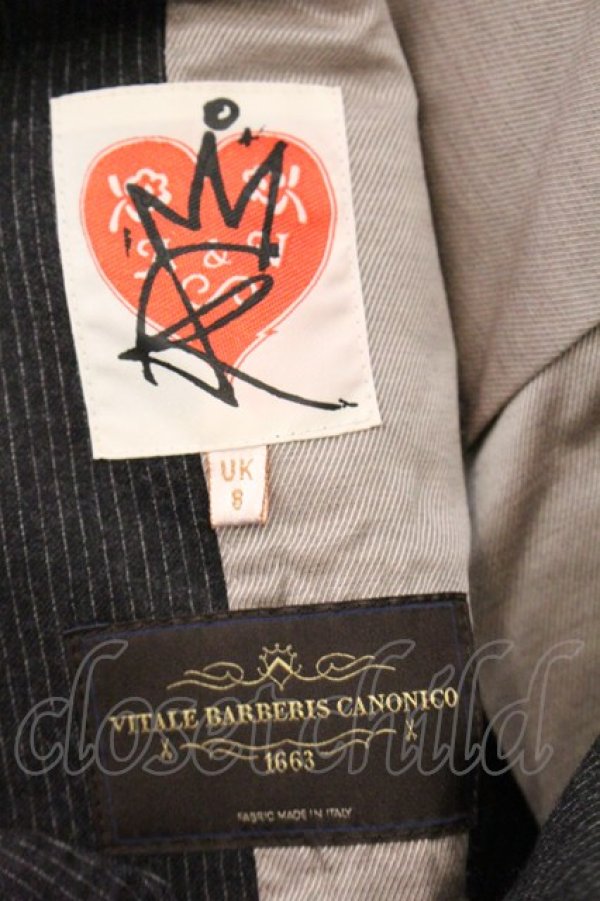 &
UK
8
VITALE BARBERIS CANONICO
1663
FABRIC MADE IN ITALY
closetchild